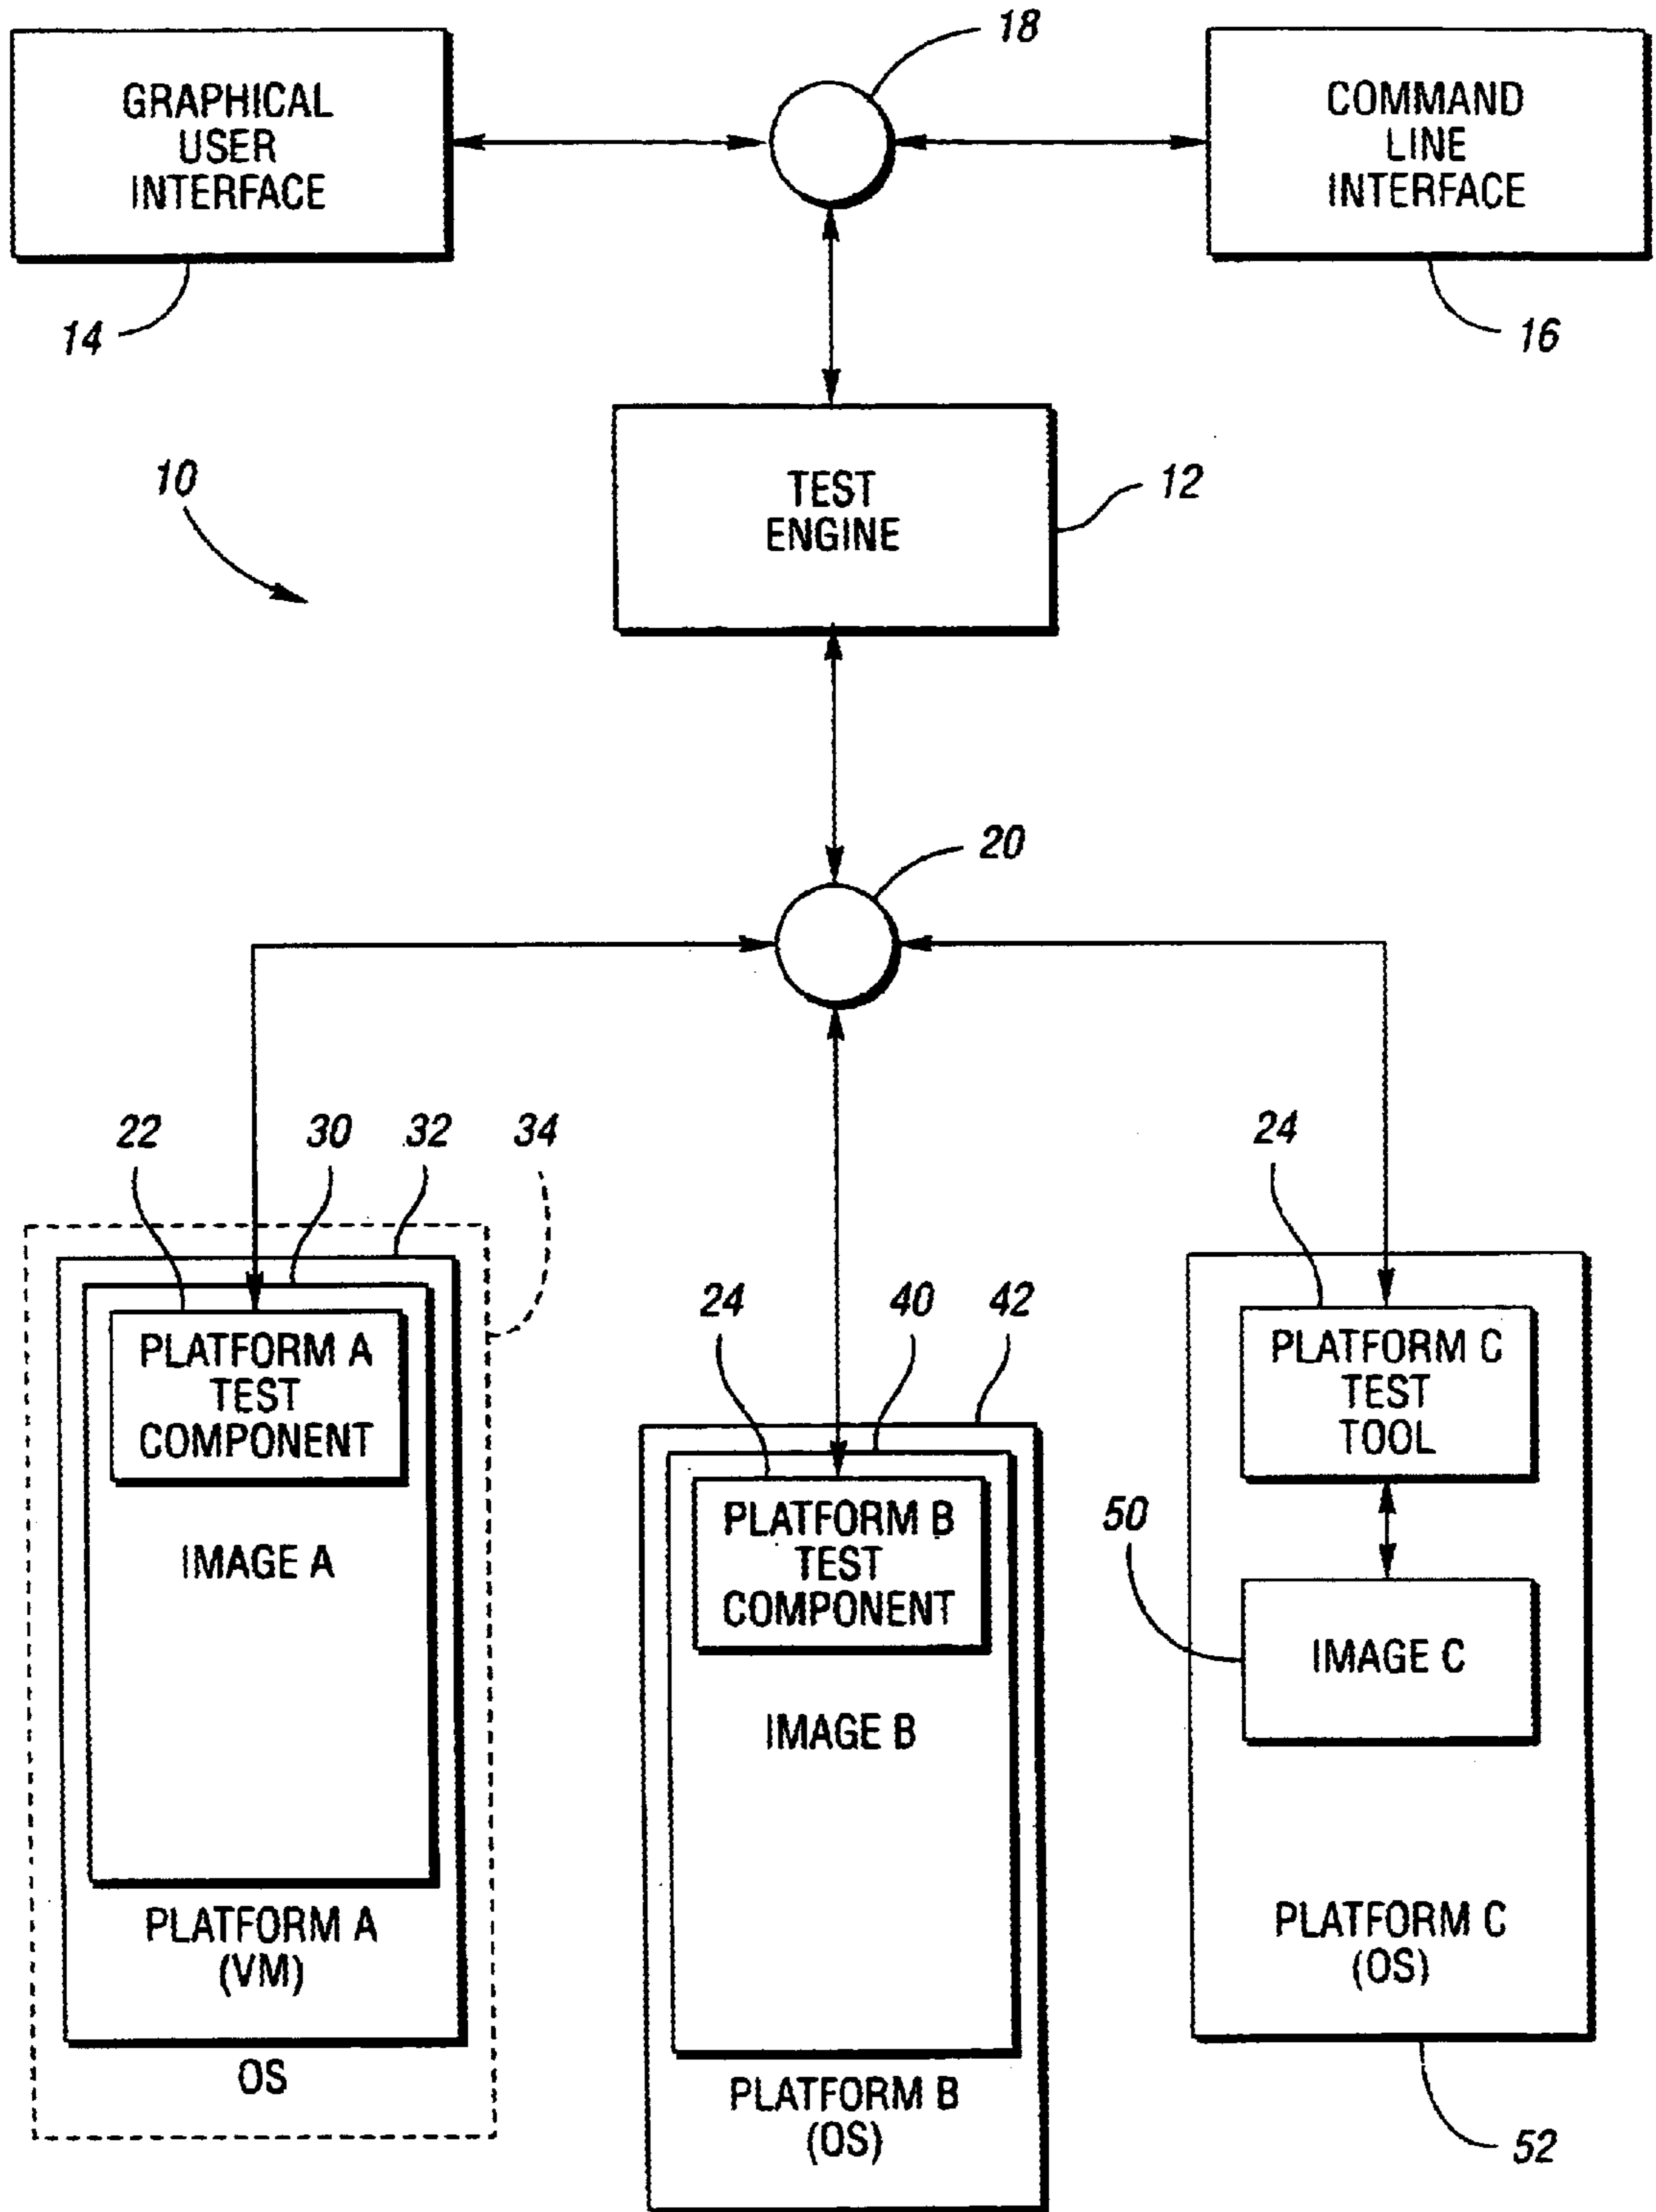 18
GRAPHICAL
USER
INTERFACE
COMMAND
LINE
INTERFACE
14
16
10
TEST
ENGINE
12
20
22
30
32
34
24
PLATFORM A
TEST
COMPONENT
24
40
42
PLATFORM C
TEST
TOOL
IMAGE A
PLATFORM B
TEST
COMPONENT
50
IMAGE C
IMAGE B
PLATFORM A
(VM)
PLATFORM C
(OS)
OS
PLATFORM B
(OS)
52